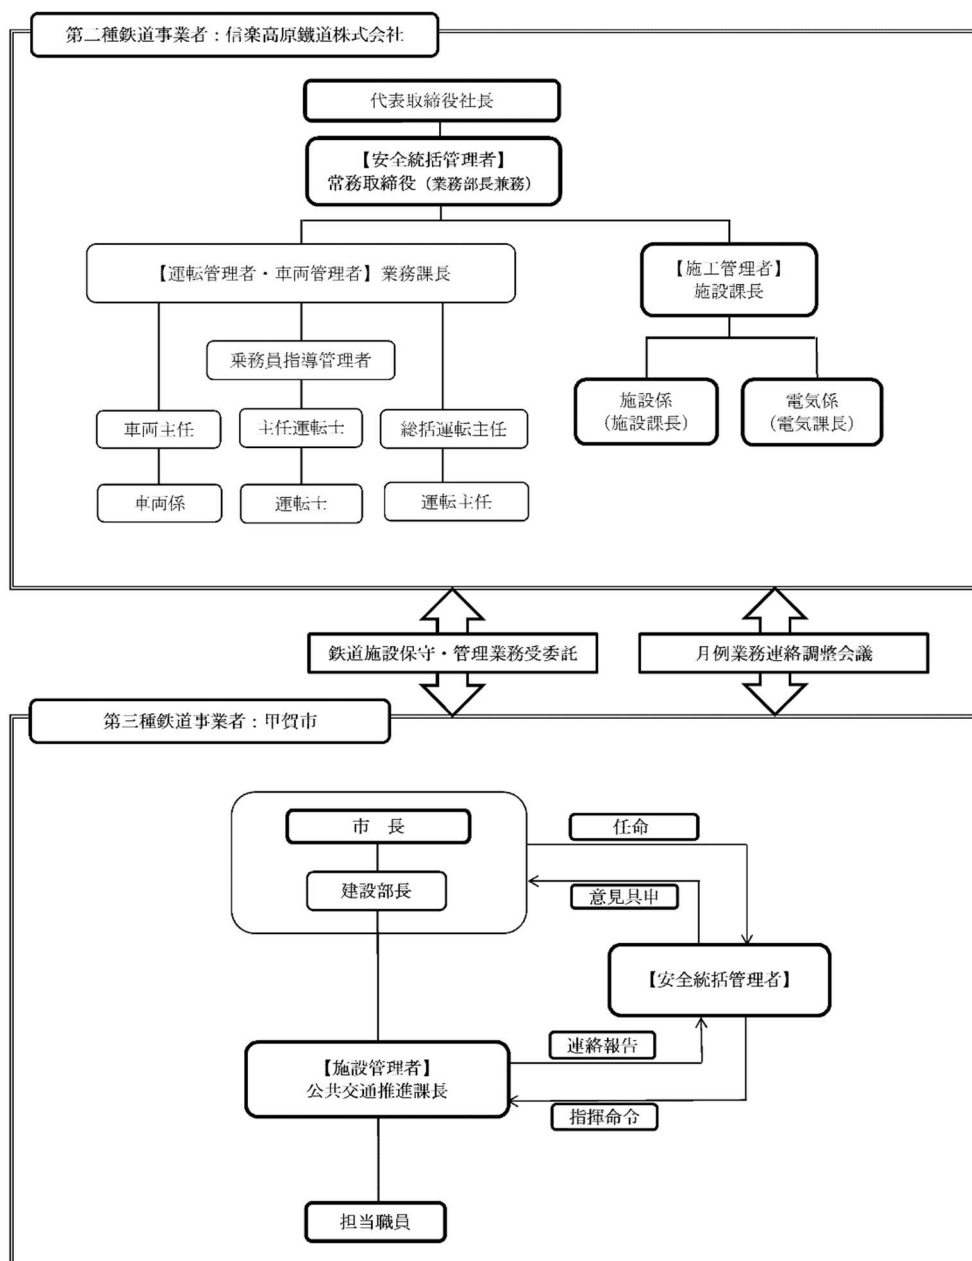 第二種鉄道事業者：信楽高原鐵道株式会社
代表取締役社長
【安全統括管理者】
常務取締役（業務部長兼務）
【運転管理者・車両管理者】業務課長
【施工管理者】
施設課長
乗務員指導管理者
施設係
(施設課長)
電気係
(電気課長)
車両主任
主任運転士
総括運転主任
車両係
運転士
運転主任
鉄道施設保守・管理業務受委託
月例業務連絡調整会議
第三種鉄道事業者：甲賀市
市　長
任命
建設部長
意見具申
【安全統括管理者】
連絡報告
【施設管理者】
公共交通推進課長
指揮命令
担当職員